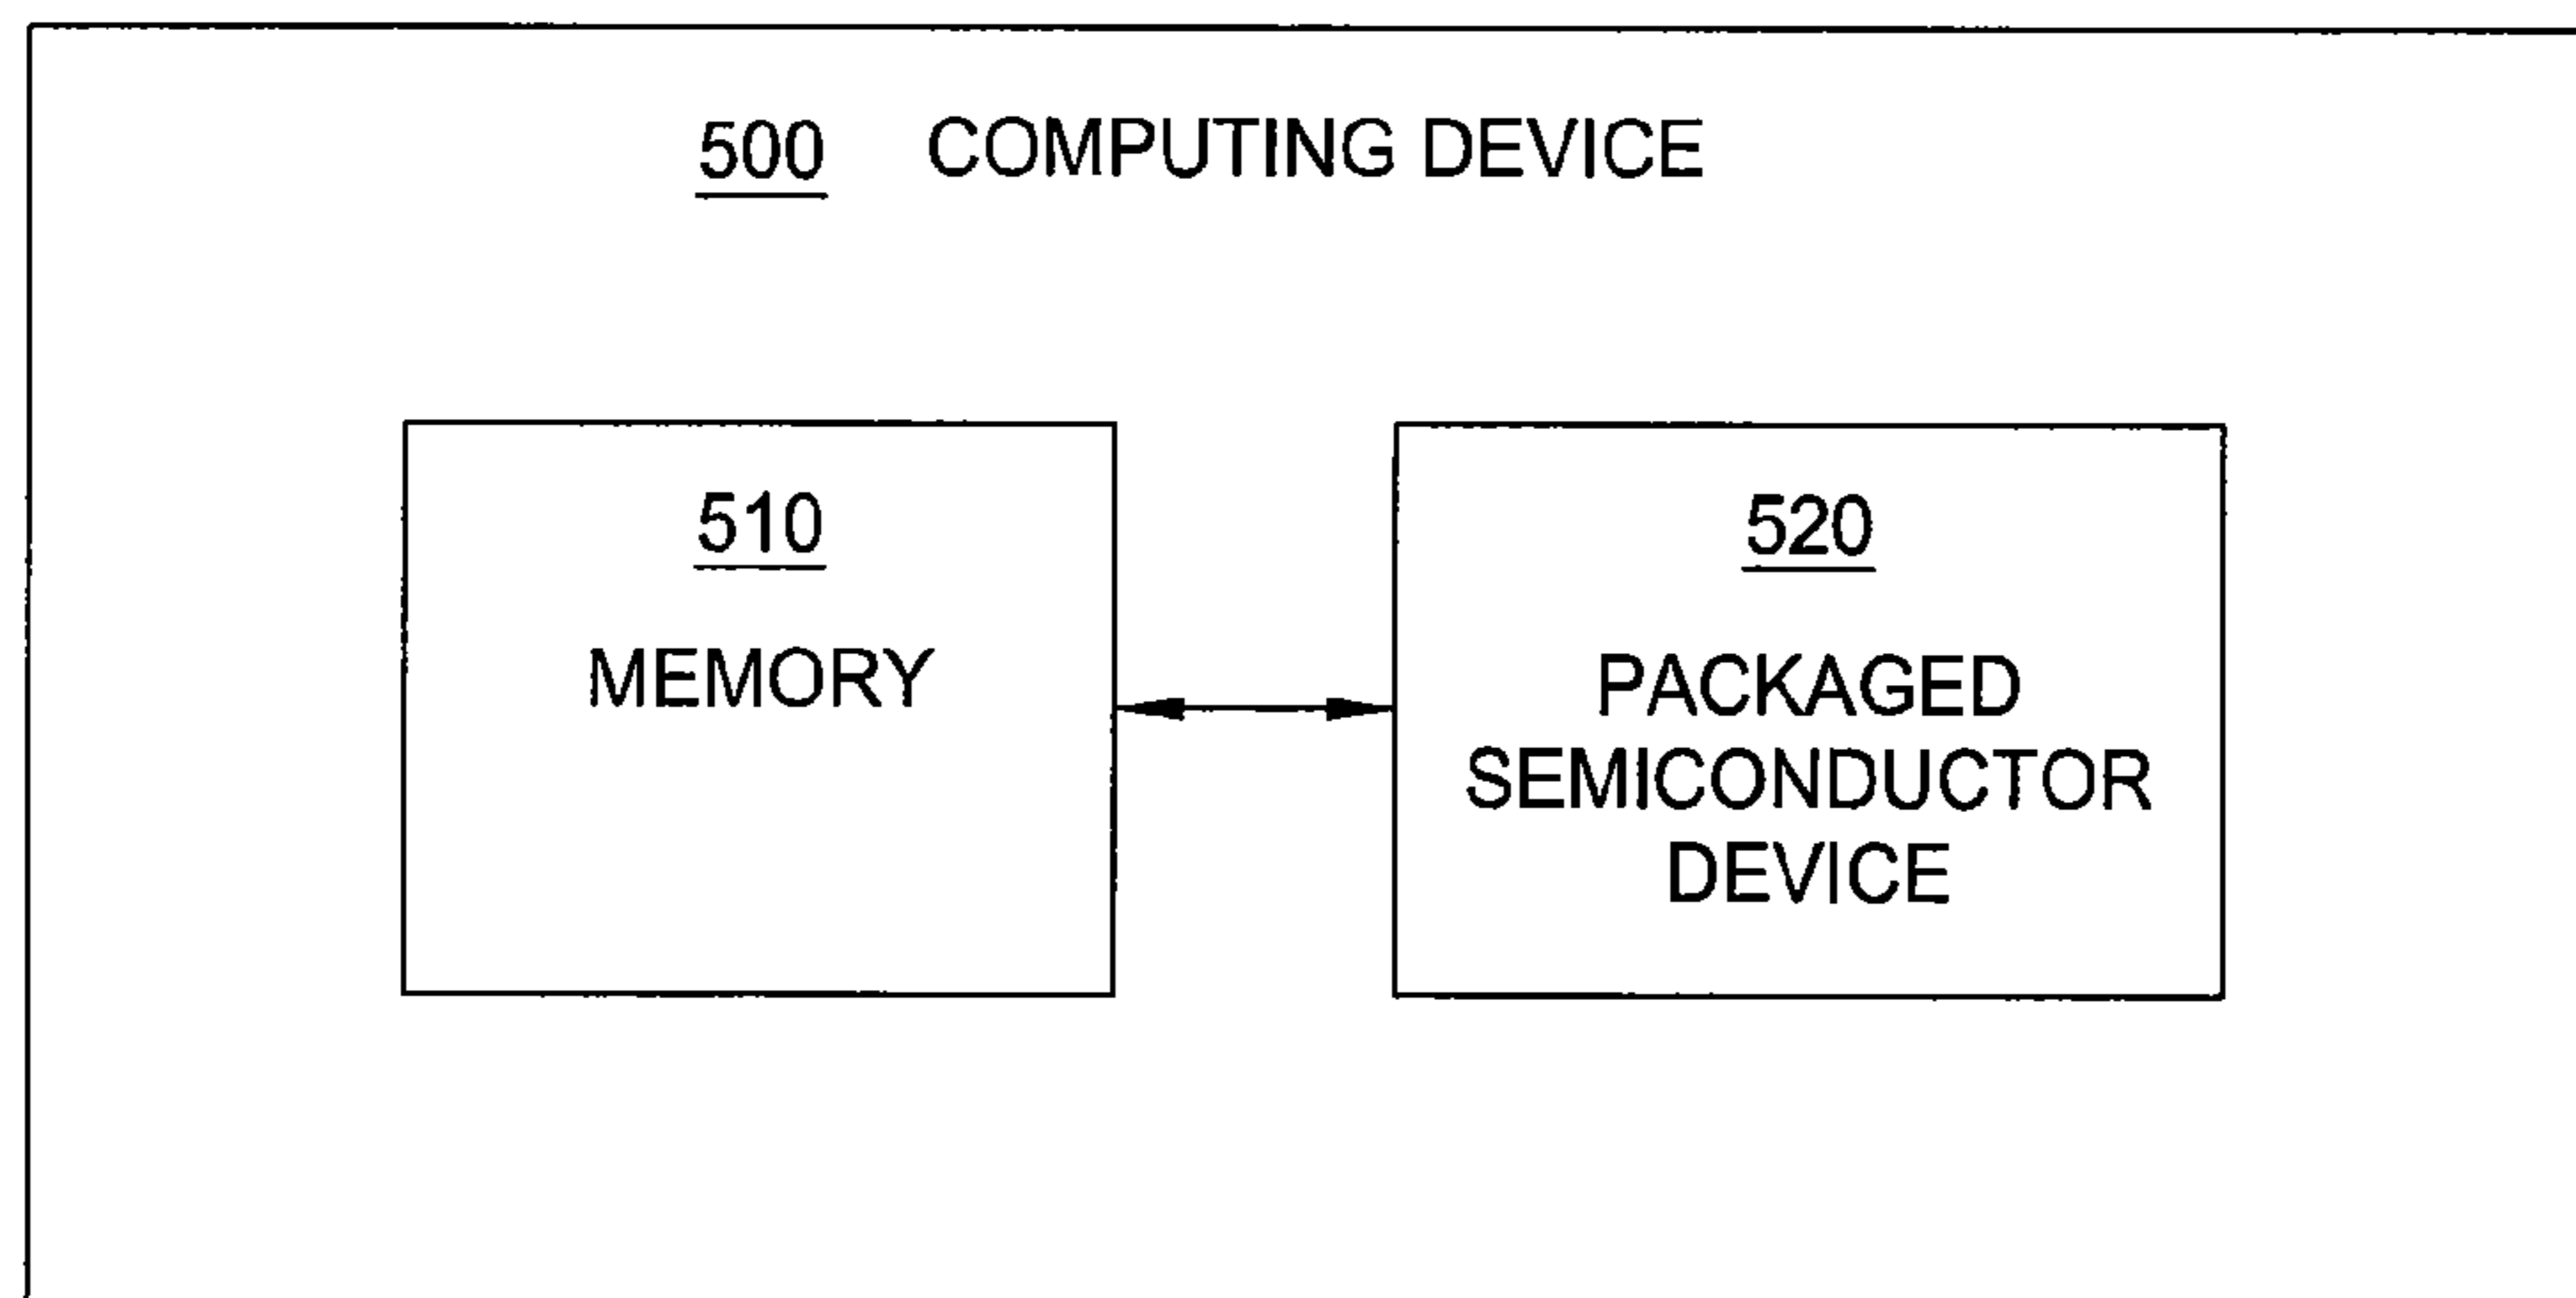 500 COMPUTING DEVICE
510
MEMORY
520
PACKAGED
SEMICONDUCTOR
DEVICE